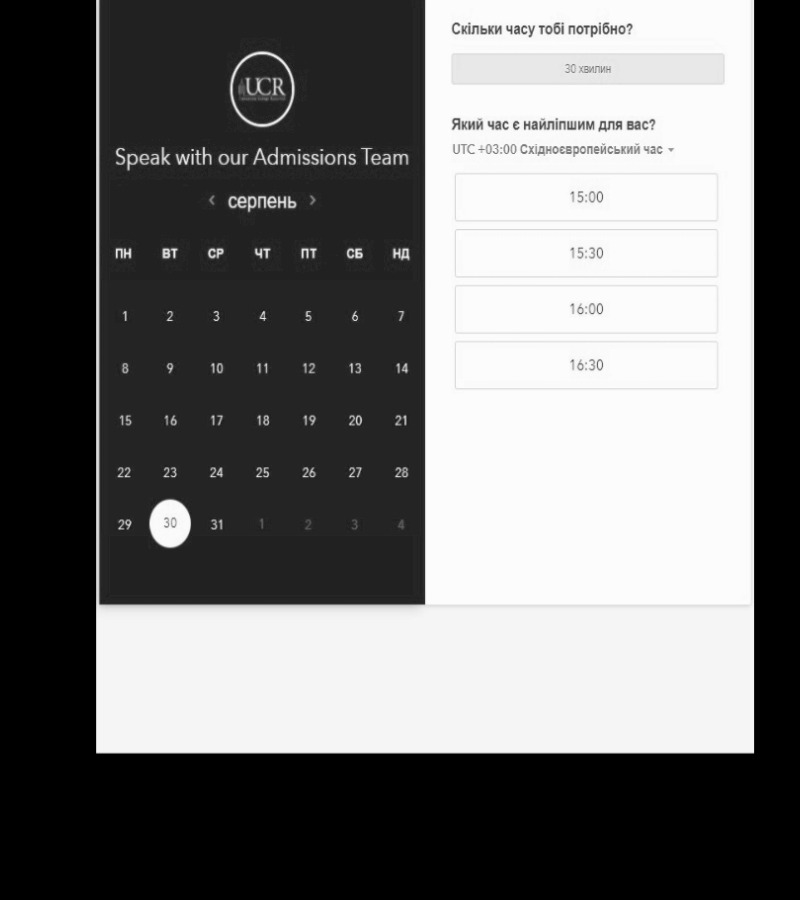 UCR
Speak with our Admissions Team
< серпень >
ПН ВТ СР ЧТ ПТ СБ НД
1 2 3 4 5 6 7
8 9 10 11 12 13 14
15 16 17 18 19 20 21
22 23 24 25 26 27 28
29 30 31 1 2 3 4
Скільки часу тобі потрібно?
30 хвилин
Який час є найліпшим для вас?
UTC +03:00 Східноєвропейський час
15:00
15:30
16:00
16:30